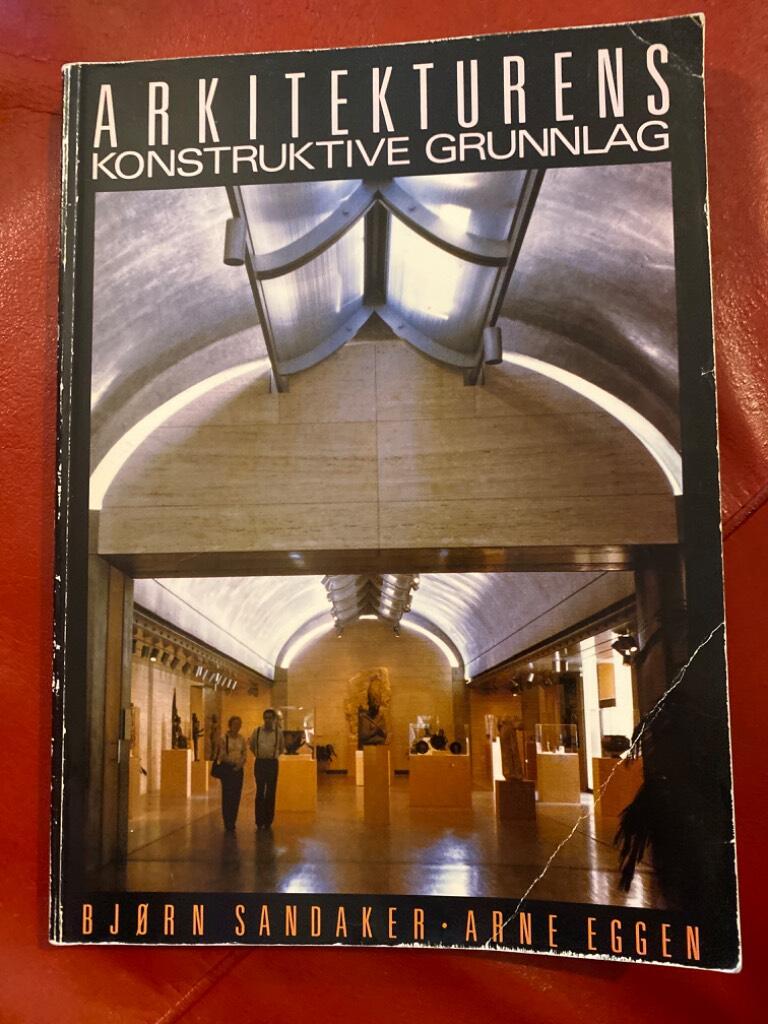 ARKITEKTURENS
KONSTRUKTIVE GRUNNLAG
BJØRN SANDAKER · ARNE EGGEN